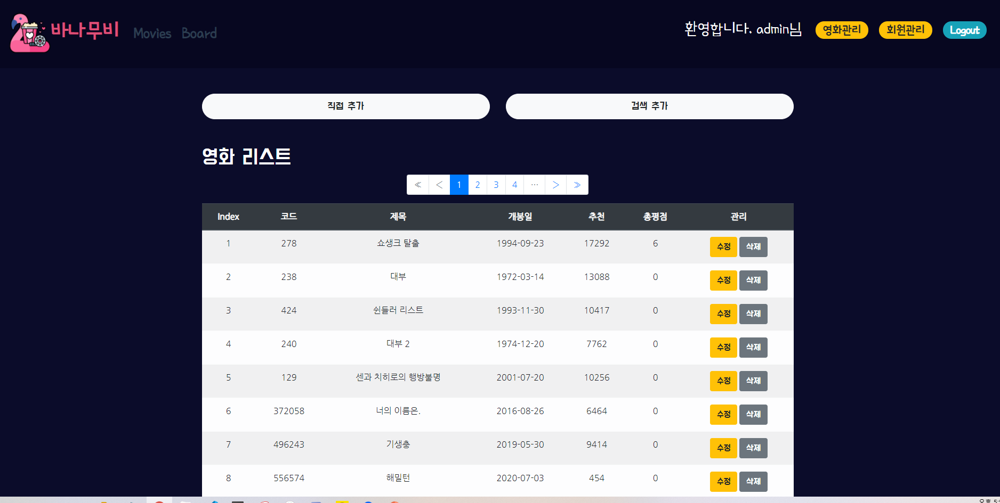 바나무비 Movies Board 환영합니다. admin님 영화관리 회원관리 Logout
직접 추가 검색 추가
영화 리스트
≪ < 1 2 3 4 … > ≫
Index 코드 제목 개봉일 추천 총평점 관리
1 278 쇼생크 탈출 1994-09-23 17292 6 수정 삭제
2 238 대부 1972-03-14 13088 0 수정 삭제
3 424 쉰들러 리스트 1993-11-30 10417 0 수정 삭제
4 240 대부 2 1974-12-20 7762 0 수정 삭제
5 129 센과 치히로의 행방불명 2001-07-20 10256 0 수정 삭제
6 372058 너의 이름은. 2016-08-26 6464 0 수정 삭제
7 496243 기생충 2019-05-30 9414 0 수정 삭제
8 556574 해밀턴 2020-07-03 454 0 수정 삭제